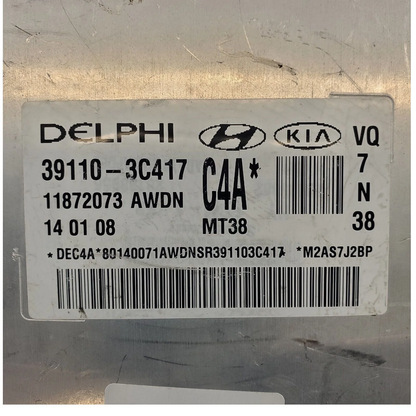 DELPHI KIA VQ
39110-3C417 C4A* 7
11872073 AWDN N
14 01 08 MT38 38
*DEC4A*80140071AWDNSR391103C417 *M2AS7J2BP